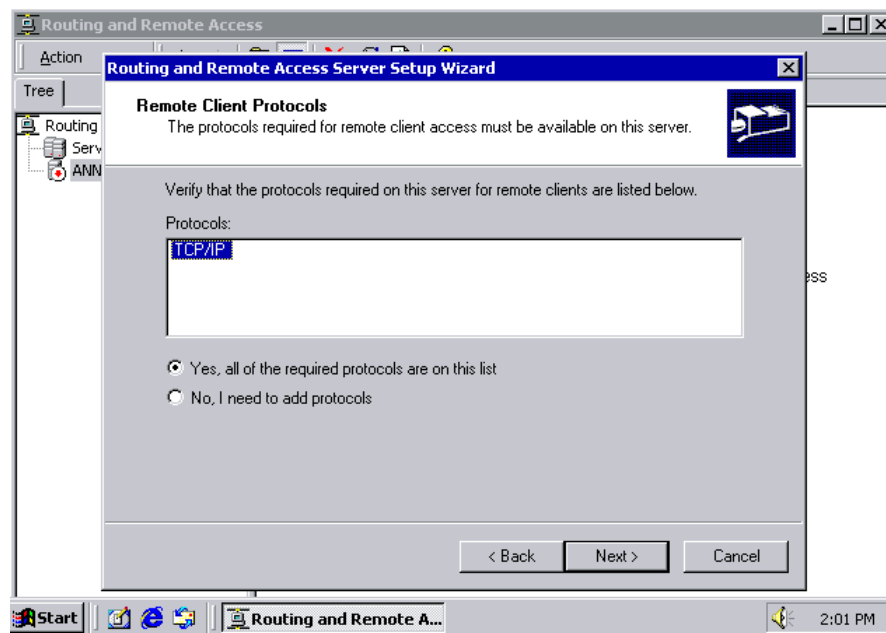 Routing and Remote Access
Action
Tree
Routing
Serv
ANN
ess
Routing and Remote Access Server Setup Wizard
Remote Client Protocols
The protocols required for remote client access must be available on this server.
Verify that the protocols required on this server for remote clients are listed below.
Protocols:
TCP/IP
Yes, all of the required protocols are on this list
No, I need to add protocols
< Back
Next >
Cancel
Start
Routing and Remote A...
2:01 PM